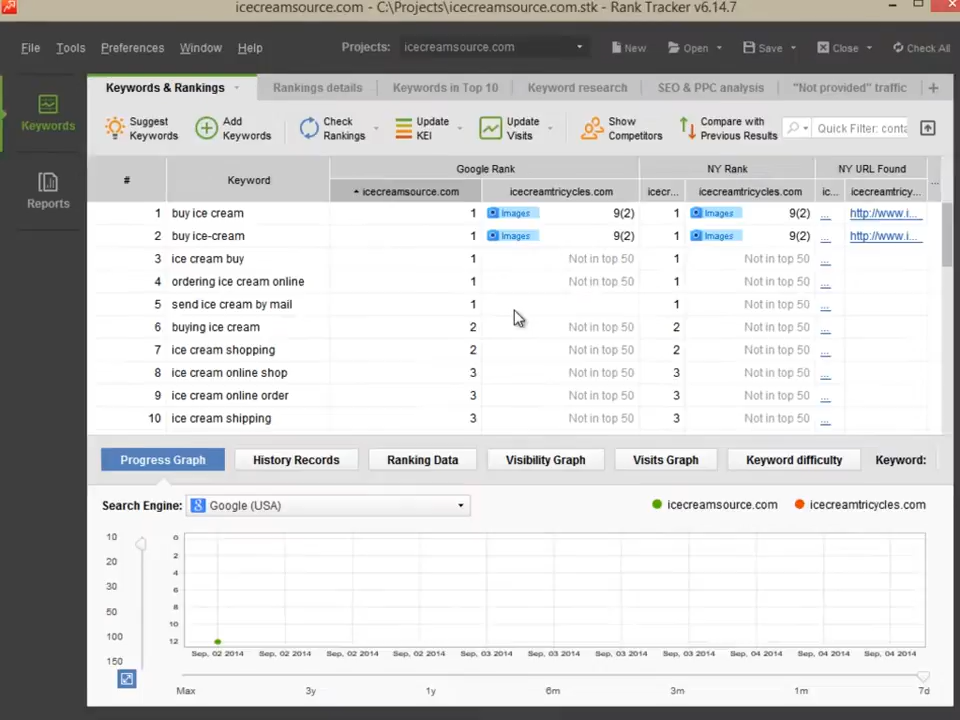 icecreamsource.com - C:\Projects\icecreamsource.com.stk - Rank Tracker v6.14.7
File Tools Preferences Window Help Projects: icecreamsource.com New Open Save Close Check All
Keywords & Rankings Rankings details Keywords in Top 10 Keyword research SEO & PPC analysis "Not provided" traffic +
Keywords
Reports
Suggest Keywords
Add Keywords
Check Rankings
Update KEI
Update Visits
Show Competitors
Compare with Previous Results
Quick Filter: conta
# Keyword Google Rank NY Rank NY URL Found ...
icecreamsource.com icecreamtricycles.com icecr... icecreamtricycles.com ic... icecreamtricy...
1 buy ice cream 1 Images 9(2) 1 Images 9(2) ... http://www.i...
2 buy ice-cream 1 Images 9(2) 1 Images 9(2) ... http://www.i...
3 ice cream buy 1 Not in top 50 1 Not in top 50 ...
4 ordering ice cream online 1 Not in top 50 1 Not in top 50 ...
5 send ice cream by mail 1 1 Not in top 50 ...
6 buying ice cream 2 Not in top 50 2 Not in top 50 ...
7 ice cream shopping 2 Not in top 50 2 Not in top 50 ...
8 ice cream online shop 3 Not in top 50 3 Not in top 50 ...
9 ice cream online order 3 Not in top 50 3 Not in top 50 ...
10 ice cream shipping 3 Not in top 50 3 Not in top 50 ...
Progress Graph History Records Ranking Data Visibility Graph Visits Graph Keyword difficulty Keyword:
Search Engine: Google (USA) icecreamsource.com icecreamtricycles.com
10
20
30
50
100
150
0
2
4
6
8
10
12
Sep, 02 2014 Sep, 02 2014 Sep, 02 2014 Sep, 02 2014 Sep, 03 2014 Sep, 03 2014 Sep, 03 2014 Sep, 03 2014 Sep, 04 2014 Sep, 04 2014 Sep, 04 2014
Max 3y 1y 6m 3m 1m 7d